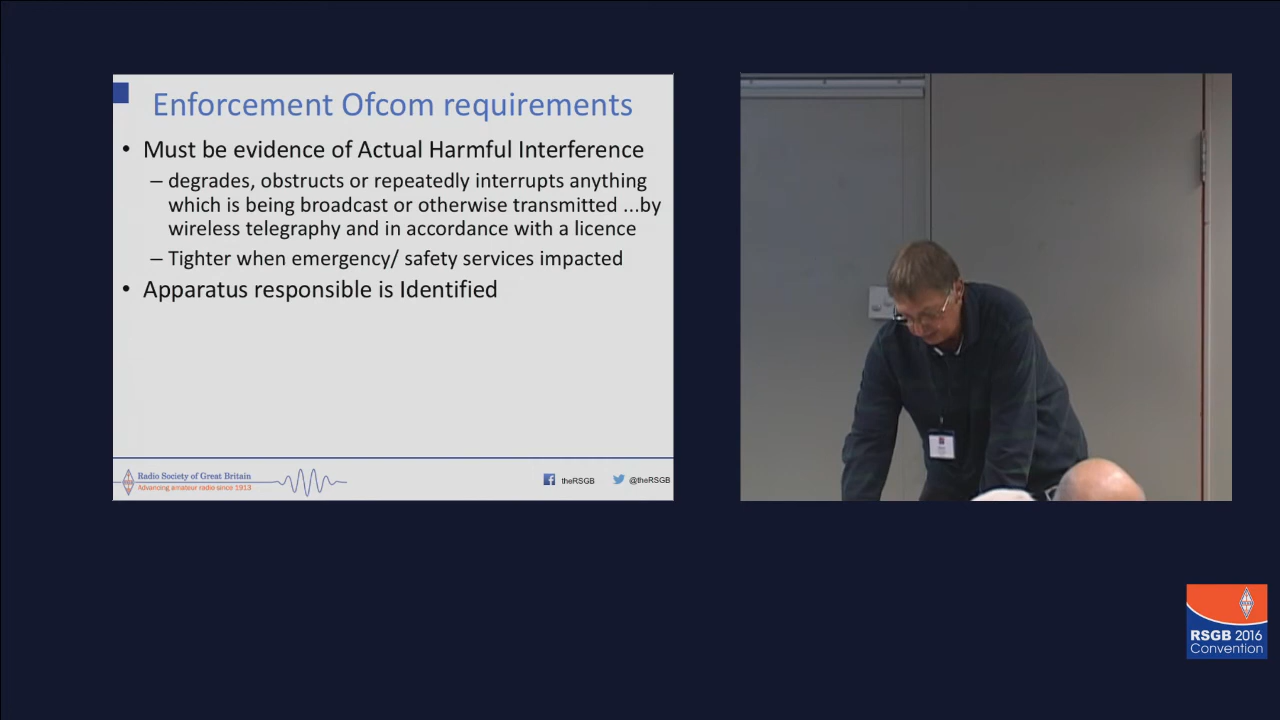 Enforcement Ofcom requirements
• Must be evidence of Actual Harmful Interference
– degrades, obstructs or repeatedly interrupts anything
which is being broadcast or otherwise transmitted ...by
wireless telegraphy and in accordance with a licence
– Tighter when emergency/ safety services impacted
• Apparatus responsible is Identified
Radio Society of Great Britain
Advancing amateur radio since 1913
theRSGB
@theRSGB
RSGB 2016
Convention